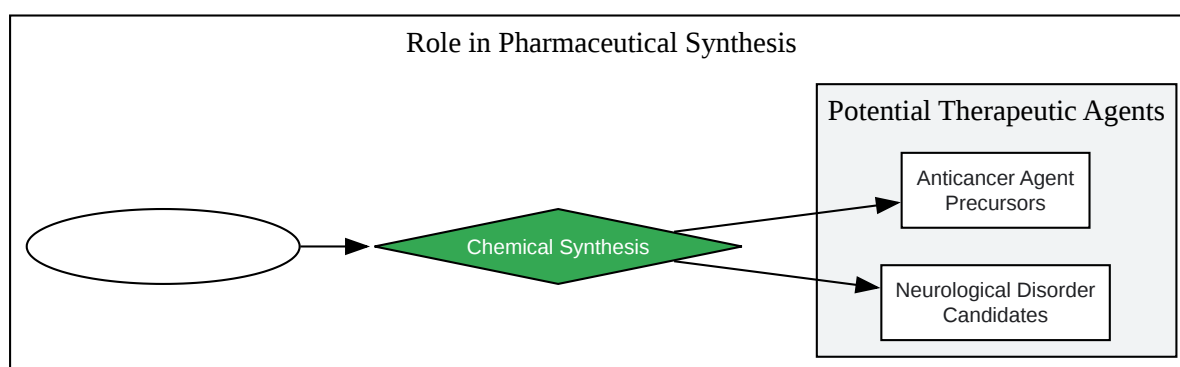 Role in Pharmaceutical Synthesis
Potential Therapeutic Agents
Anticancer Agent
Precursors
Chemical Synthesis
Neurological Disorder
Candidates